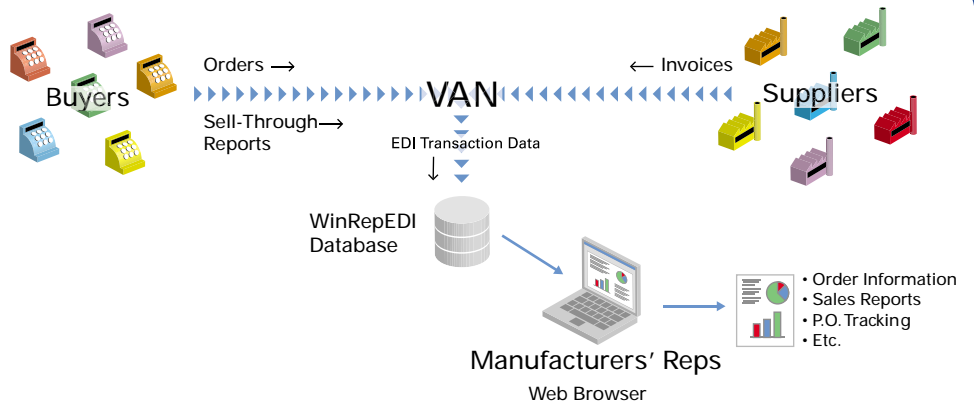 Orders →
← Invoices
Buyers
VAN
Suppliers
Sell-Through→
Reports
EDI Transaction Data
↓
WinRepEDI
Database
• Order Information
• Sales Reports
• P.O. Tracking
• Etc.
Manufacturers’ Reps
Web Browser